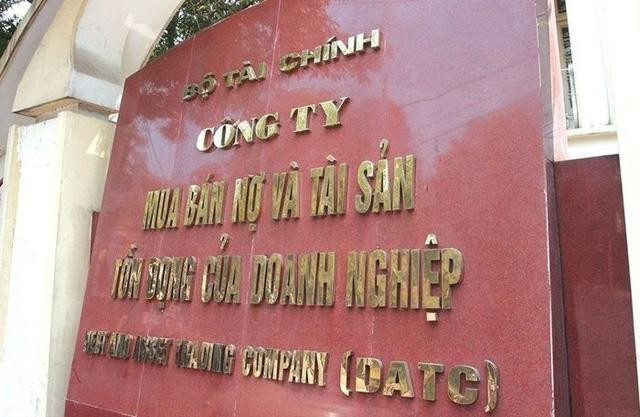 BỘ TÀI CHÍNH
CÔNG TY
MUA BÁN NỢ VÀ TÀI SẢN
TỒN ĐỌNG CỦA DOANH NGHIỆP
DEBT AND ASSET TRADING COMPANY (DATC)